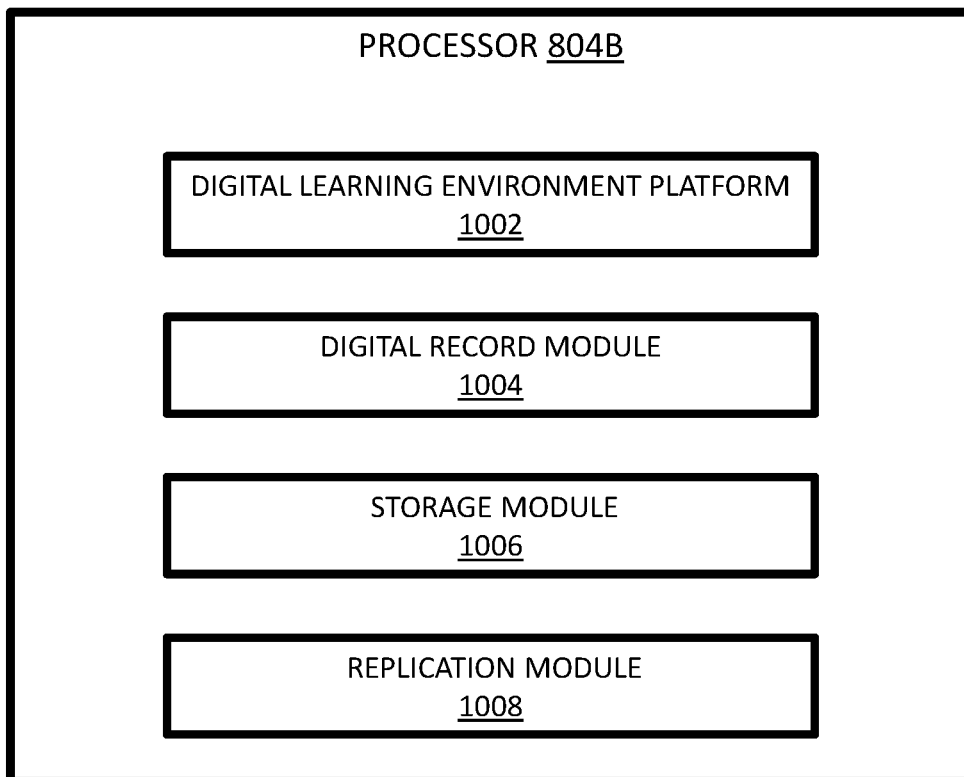 PROCESSOR 804B
DIGITAL LEARNING ENVIRONMENT PLATFORM
1002
DIGITAL RECORD MODULE
1004
STORAGE MODULE
1006
REPLICATION MODULE
1008